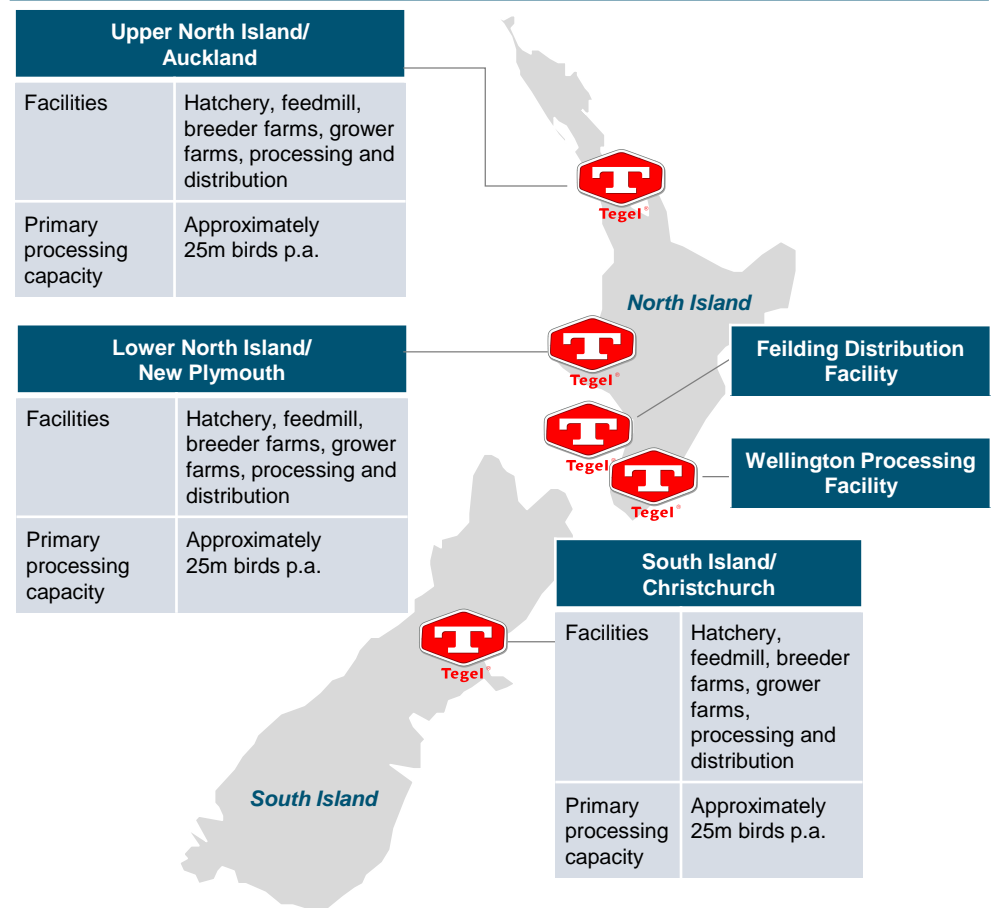 Upper North Island/
Auckland
Facilities
Hatchery, feedmill,
breeder farms, grower
farms, processing and
distribution
Primary
processing
capacity
Approximately
25m birds p.a.
T
Tegel®
North Island
Lower North Island/
New Plymouth
Facilities
Hatchery, feedmill,
breeder farms, grower
farms, processing and
distribution
Primary
processing
capacity
Approximately
25m birds p.a.
T
Tegel®
Feilding Distribution
Facility
T
Tegel
Wellington Processing
Facility
T
Tegel®
South Island/
Christchurch
Facilities
Hatchery,
feedmill, breeder
farms, grower
farms,
processing and
distribution
Primary
processing
capacity
Approximately
25m birds p.a.
T
Tegel®
South Island